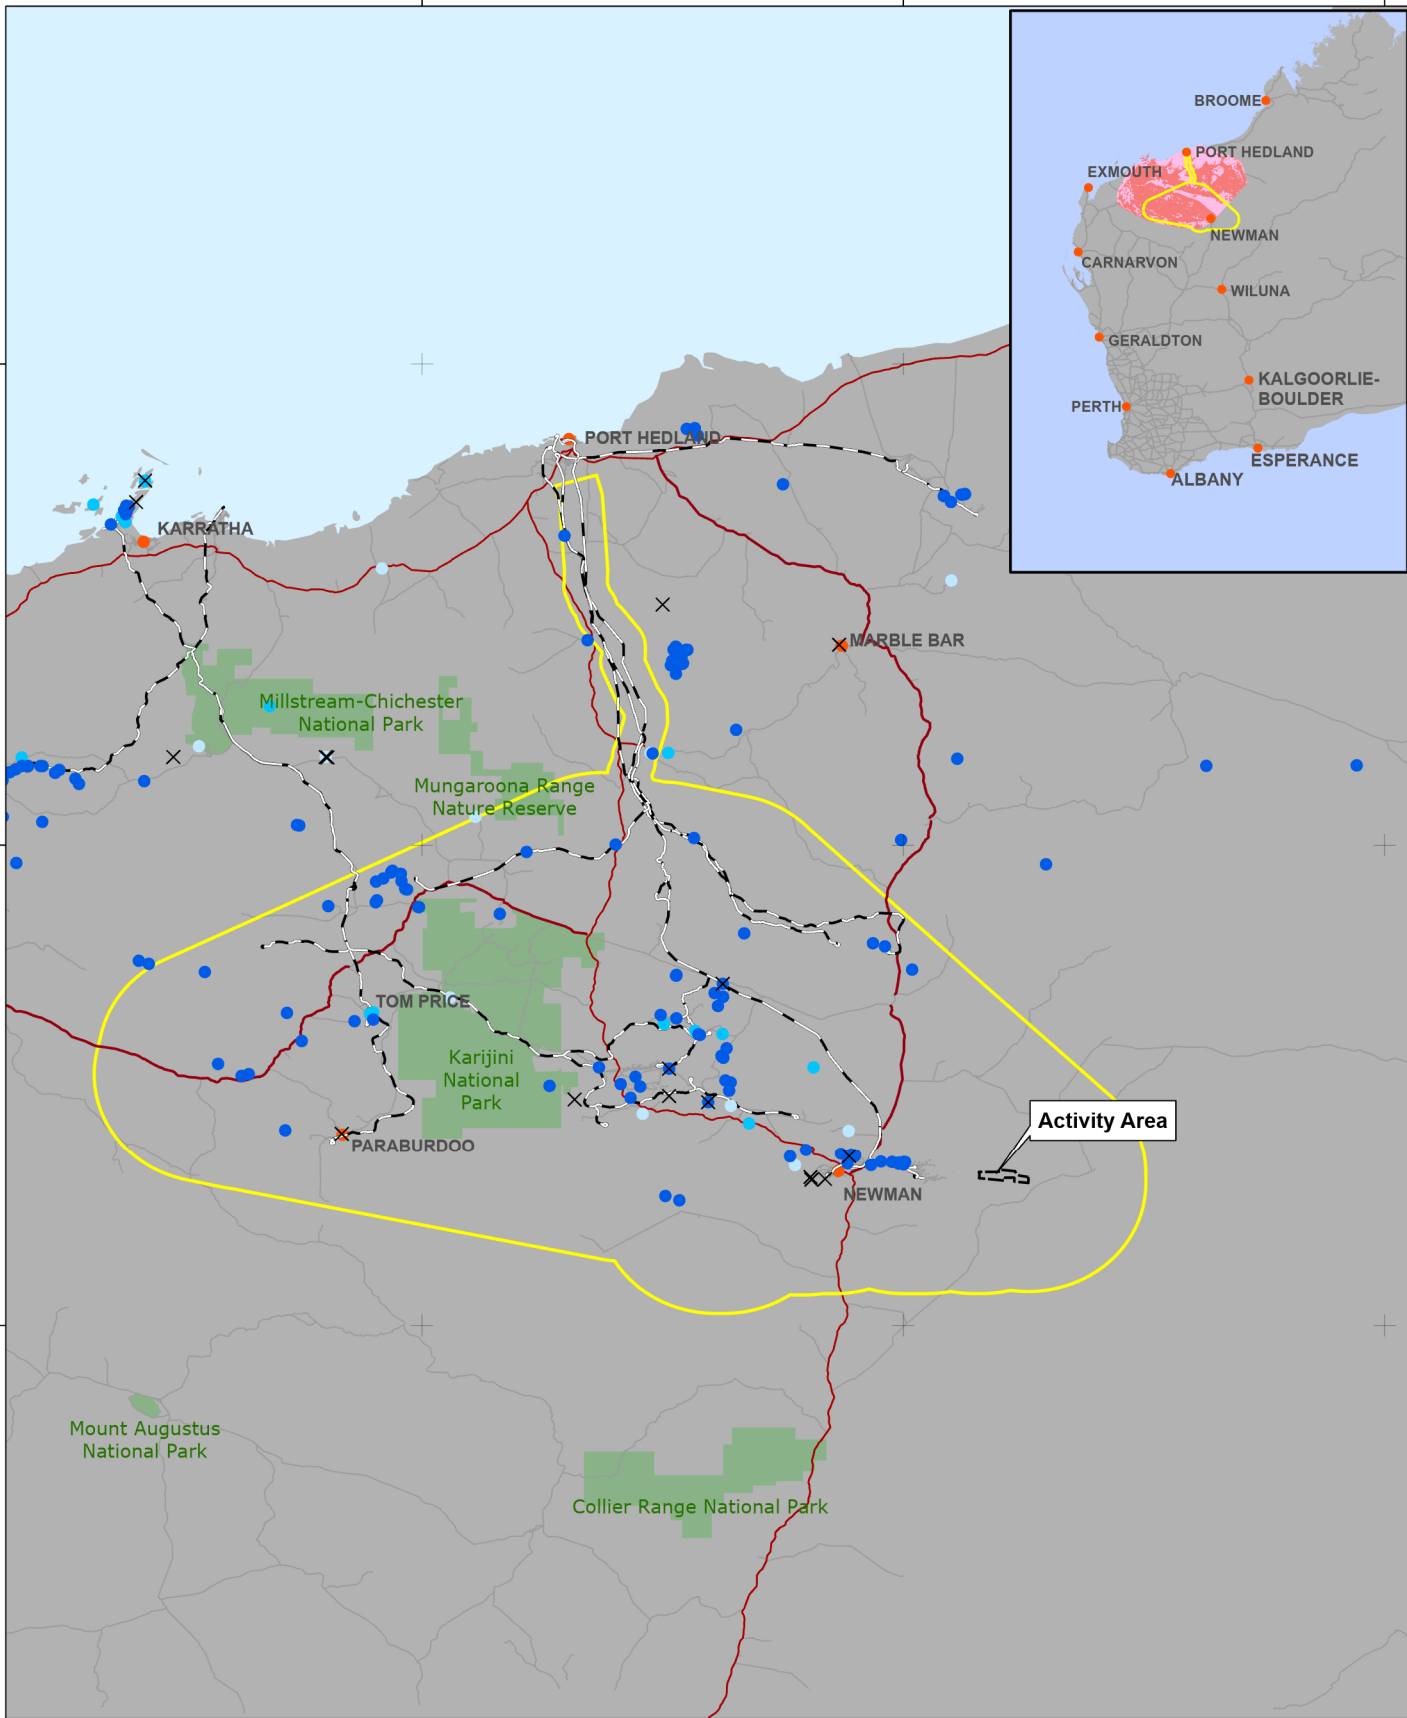 BROOME
PORT HEDLAND
EXMOUTH
NEWMAN
CARNARVON
WILUNA
GERALDTON
KALGOORLIE-
BOULDER
PERTH
ESPERANCE
ALBANY
PORT HEDLAND
KARRATHA
MARBLE BAR
Millstream-Chichester
National Park
Mungaroona Range
Nature Reserve
TOM PRICE
Karijini
National
Park
Activity Area
PARABURDOO
NEWMAN
Mount Augustus
National Park
Collier Range National Park